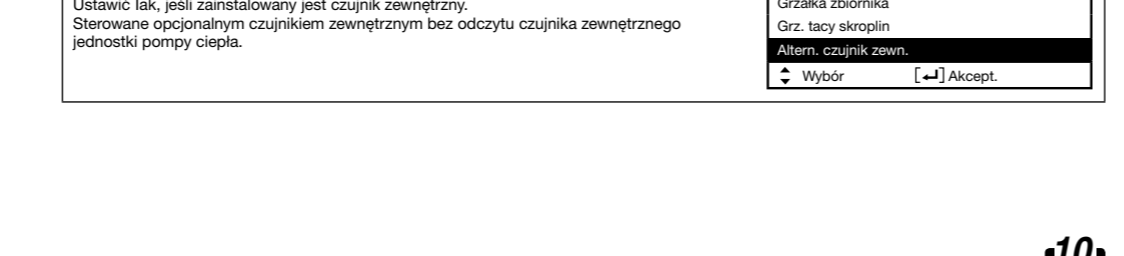 Ustawić Tak, jeśli zainstalowany jest czujnik zewnętrzny.
Sterowane opcjonalnym czujnikiem zewnętrznym bez odczytu czujnika zewnętrznego
jednostki pompy ciepła.
Grzałka zbiornika
Grz. tacy skroplin
Altern. czujnik zewn.
Wybór [↵] Akcept.
10